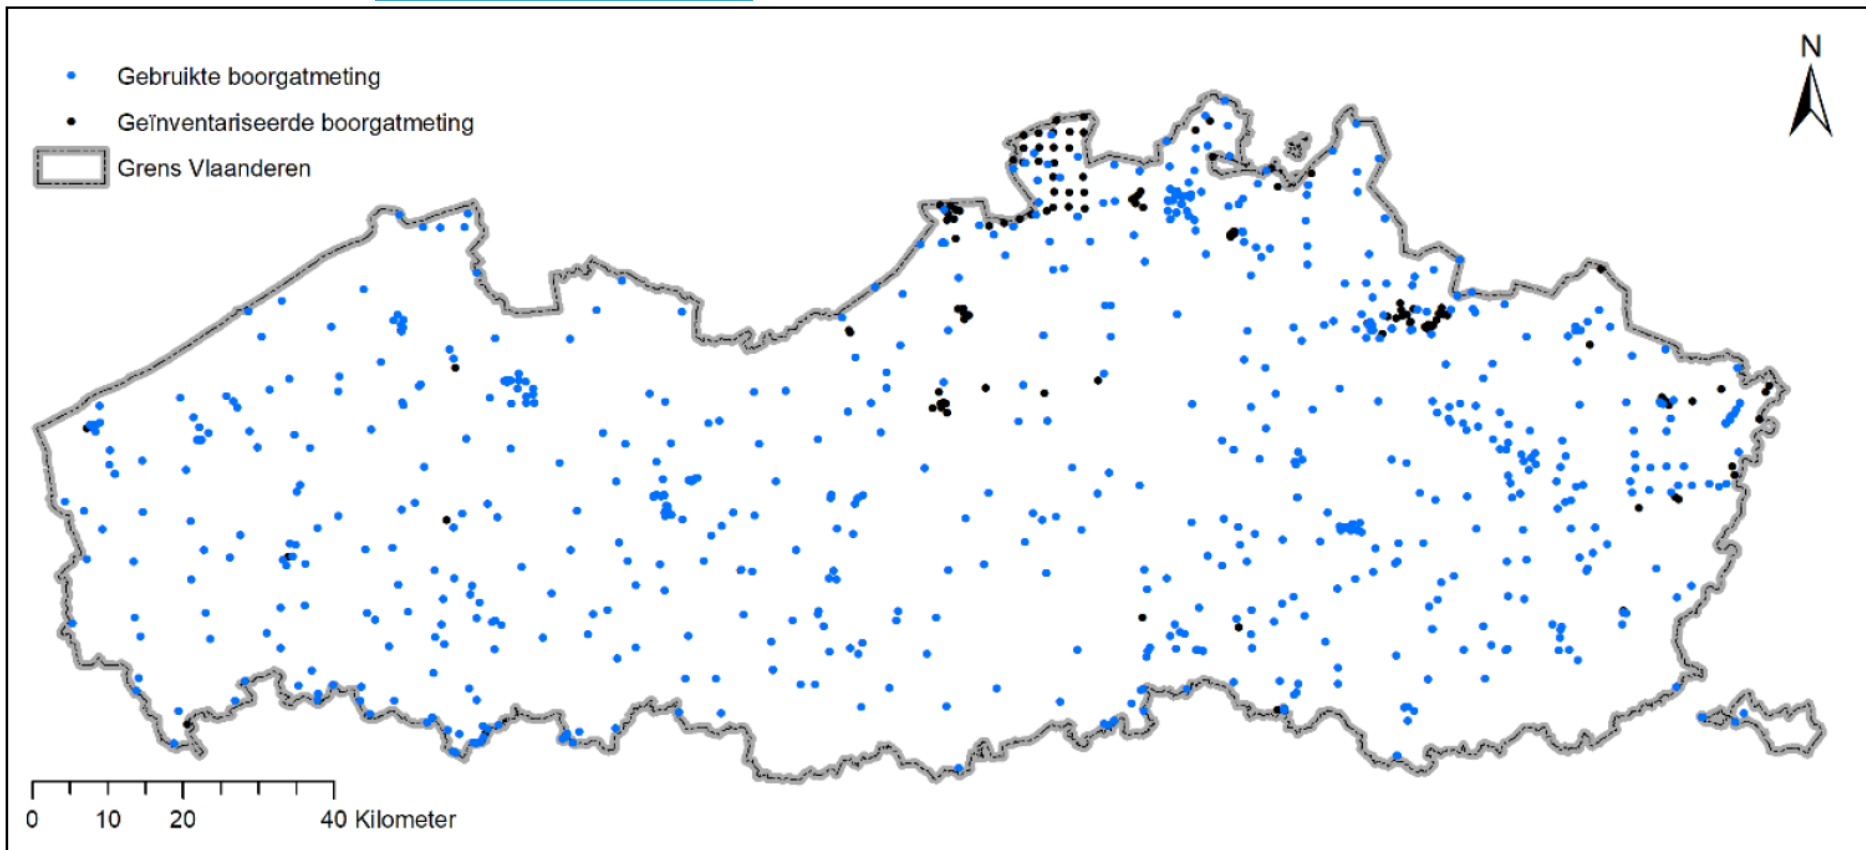 N
Gebruikte boorgatmeting
Geïnventariseerde boorgatmeting
Grens Vlaanderen
0 10 20 40 Kilometer